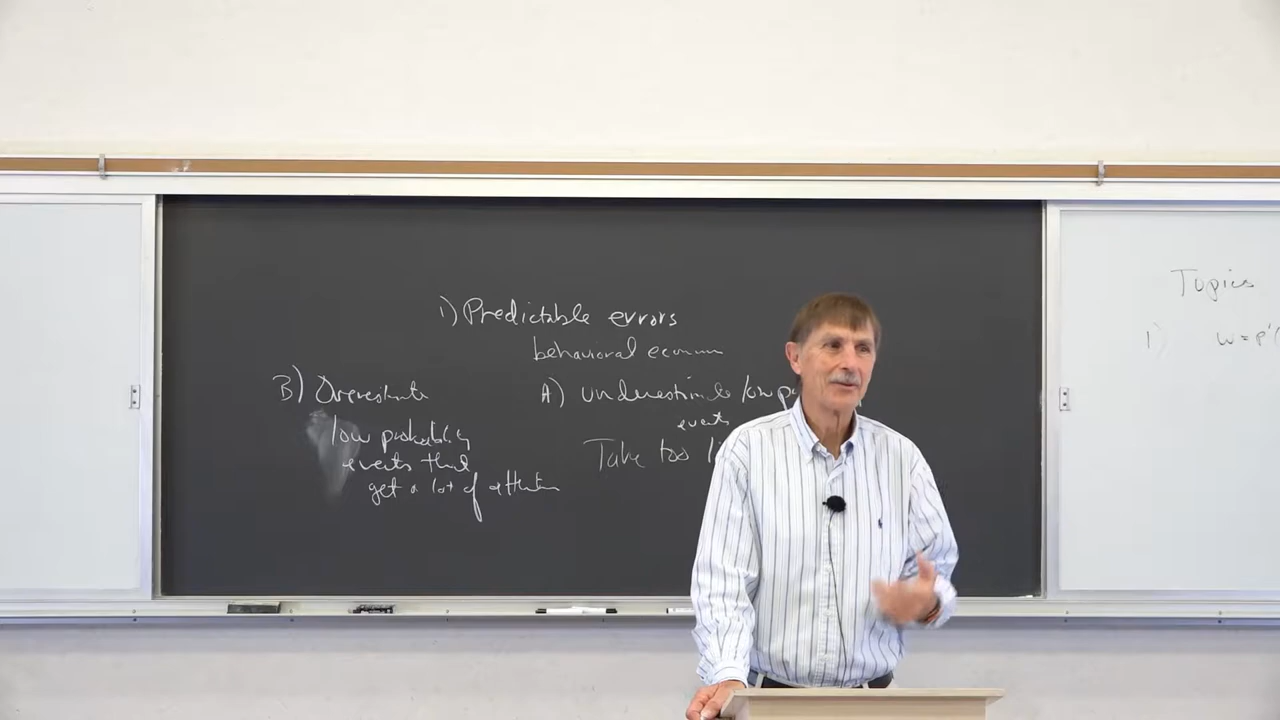 1) Predictable errors
behavioral
B) Overestimate
low probability
events that
get a lot of attention
A) underestimate low
events
Take too
Topics
1) w = p'(